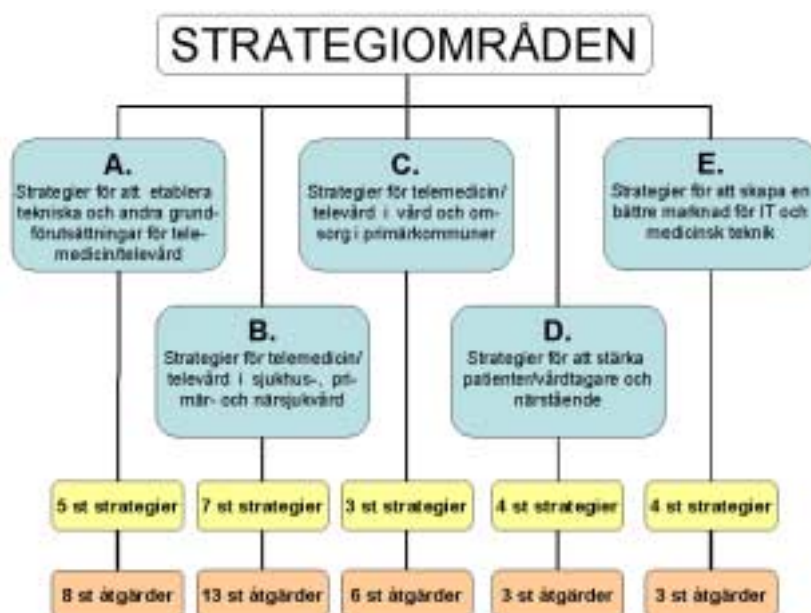 STRATEGIOMRÅDEN
A.
Strategier för att etablera
tekniska och andra grund-
förutsättningar för tele-
medicin/televård
C.
Strategier för telemedicin/
televård i vård och om-
sorg i primärkommuner
E.
Strategier för att skapa en
bättre marknad för IT och
medicinsk teknik
B.
Strategier för telemedicin/
televård i sjukhus-, pri-
mär- och närsjukvård
D.
Strategier för att stärka
patienter/vårdtagare och
närstående
5 st strategier
7 st strategier
3 st strategier
4 st strategier
4 st strategier
8 st åtgärder
13 st åtgärder
6 st åtgärder
3 st åtgärder
3 st åtgärder